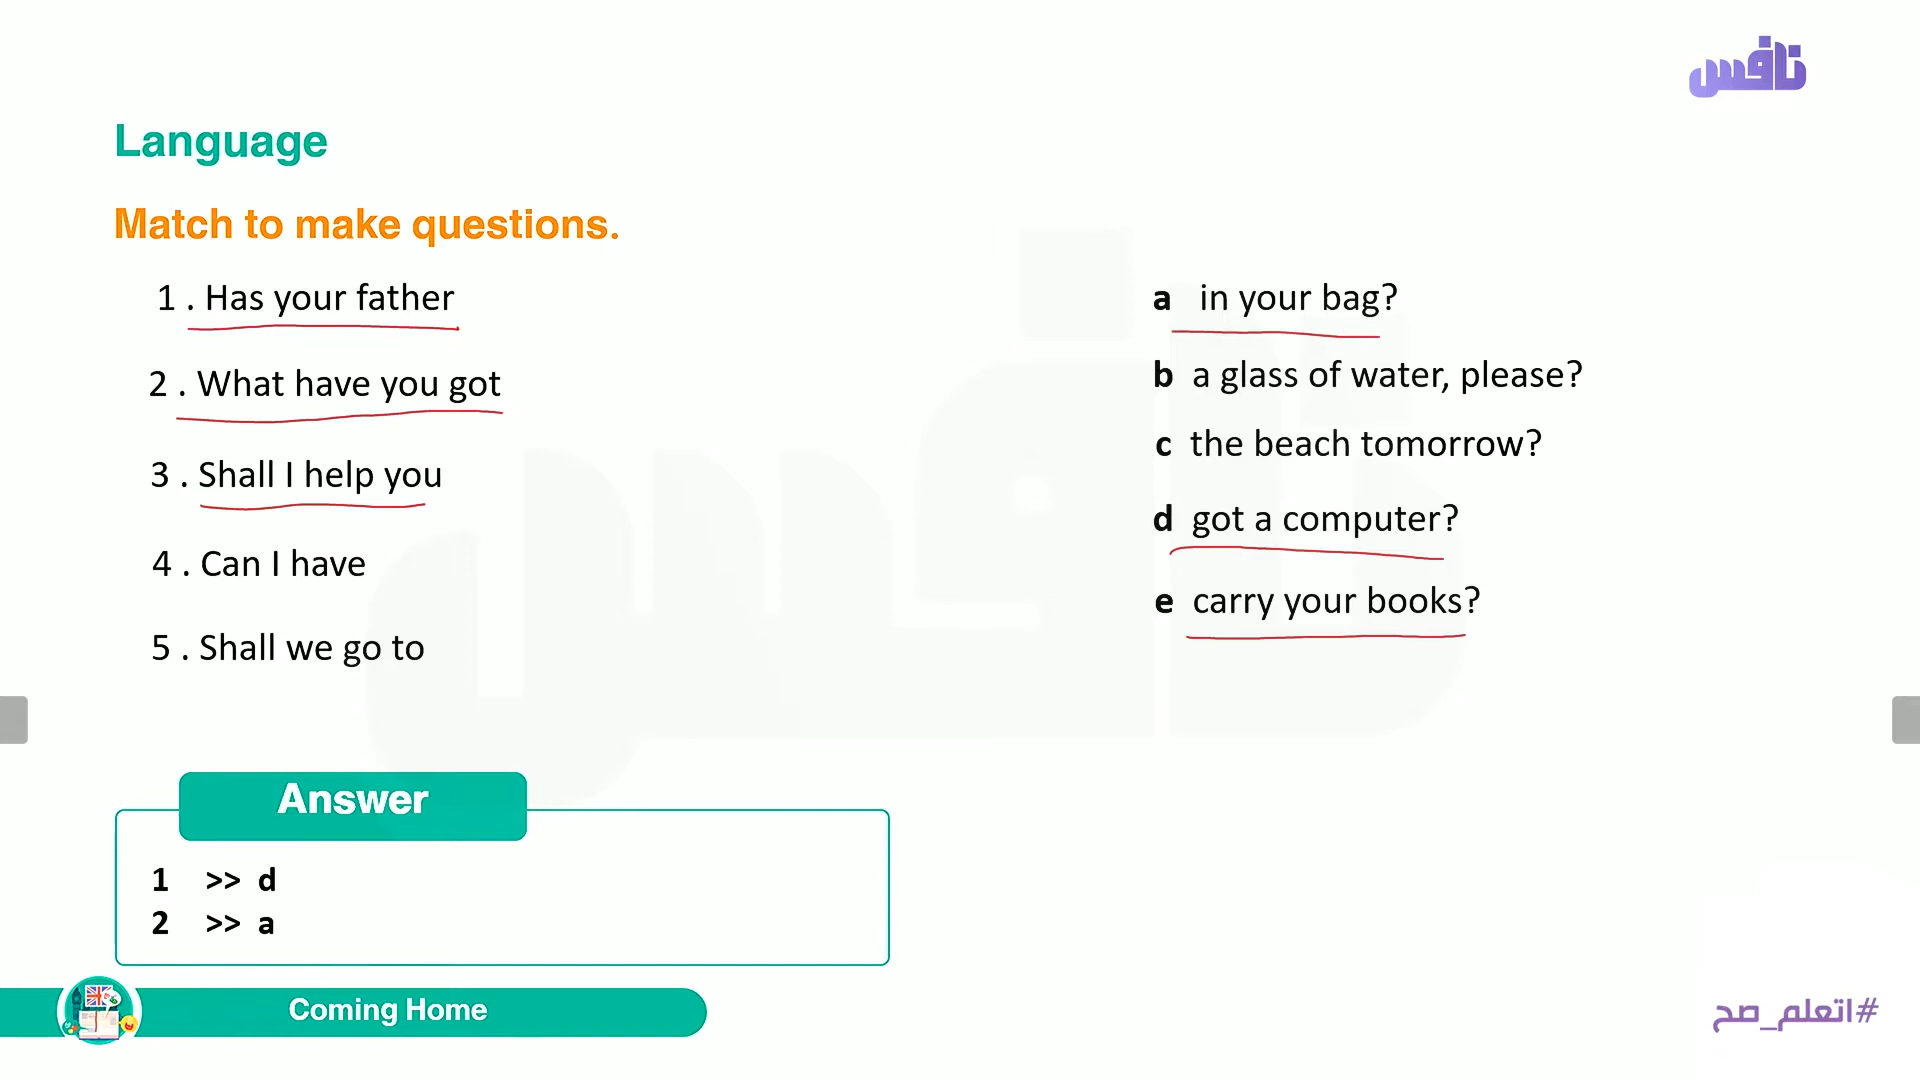 نافس
Language
Match to make questions.
1 . Has your father
2 . What have you got
3 . Shall I help you
4 . Can I have
5 . Shall we go to
a in your bag?
b a glass of water, please?
c the beach tomorrow?
d got a computer?
e carry your books?
Answer
1 >> d
2 >> a
Coming Home
#اتعلم_صح